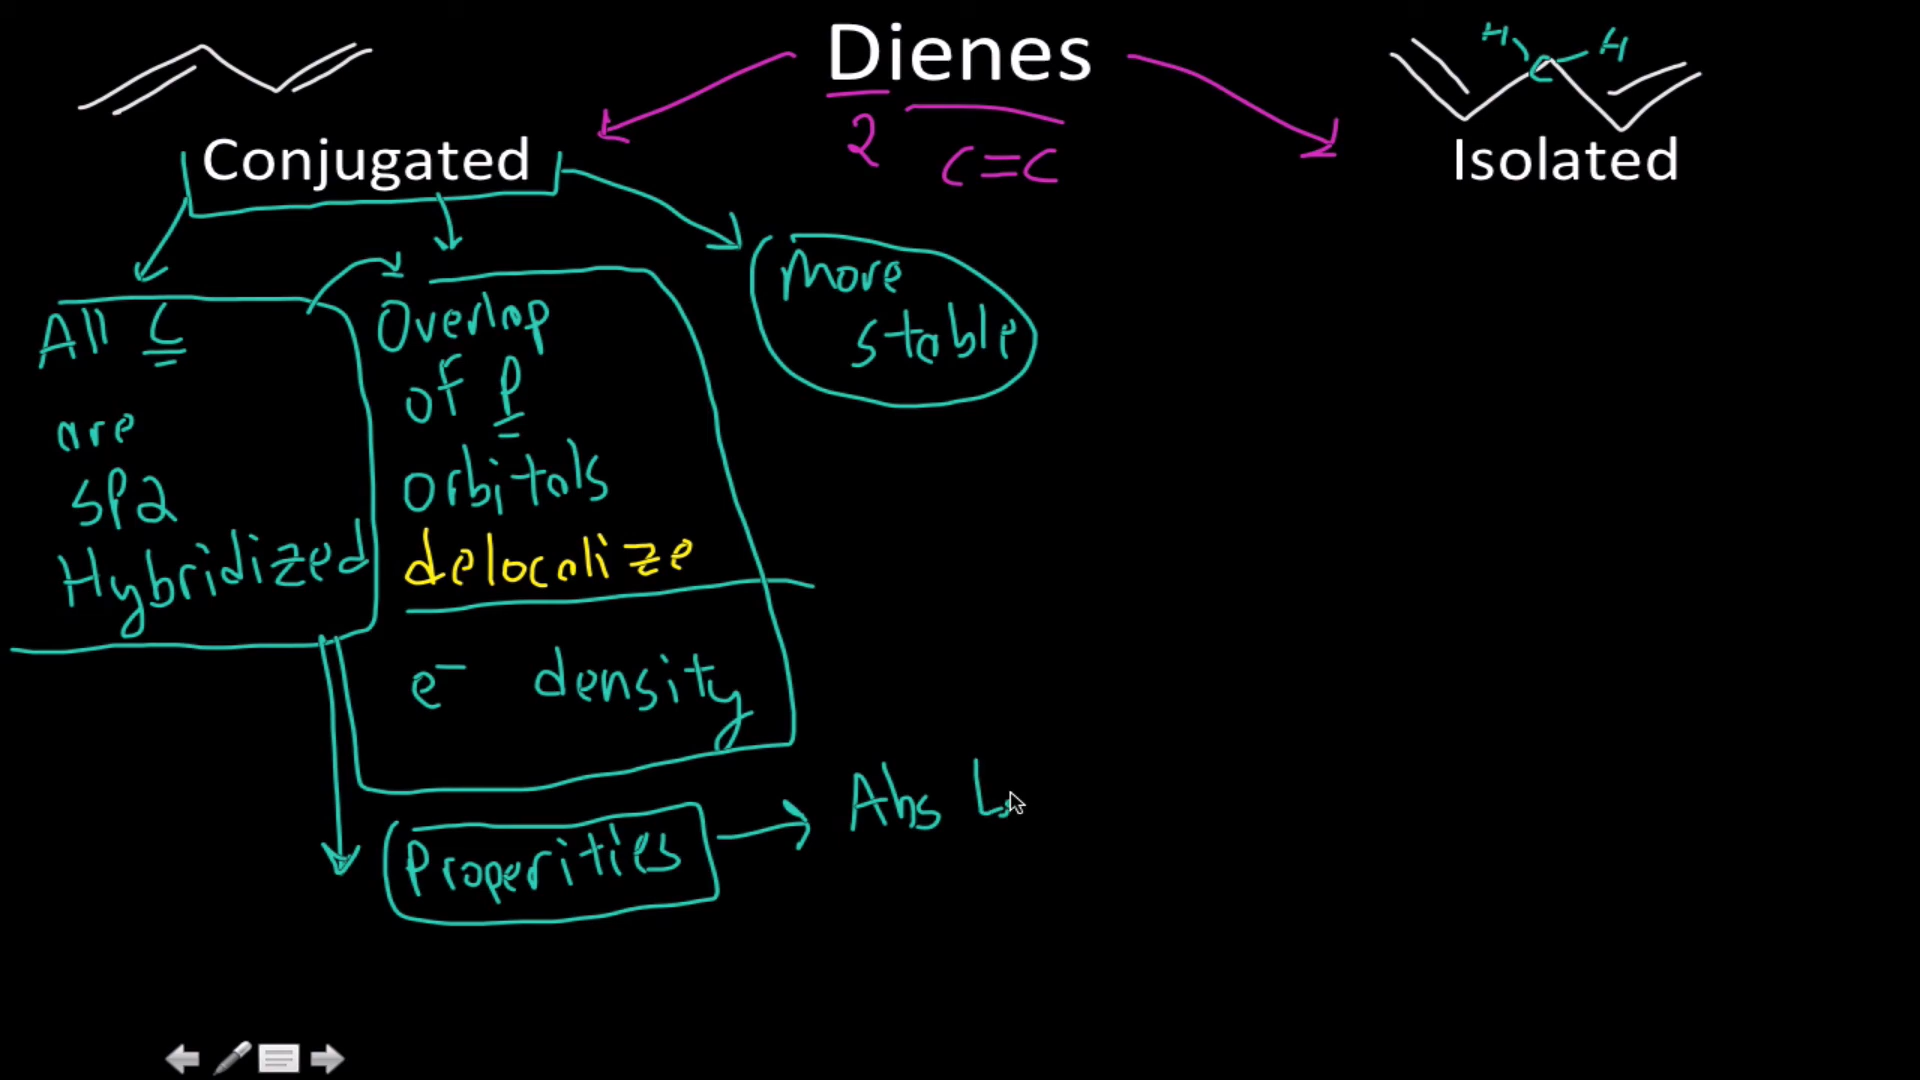 Dienes
2 C=C
Conjugated
Isolated
H C H
All C
are
sp2
Hybridized
Overlap
of P
orbitals
delocalize
e⁻ density
more
stable
Properities
Abs